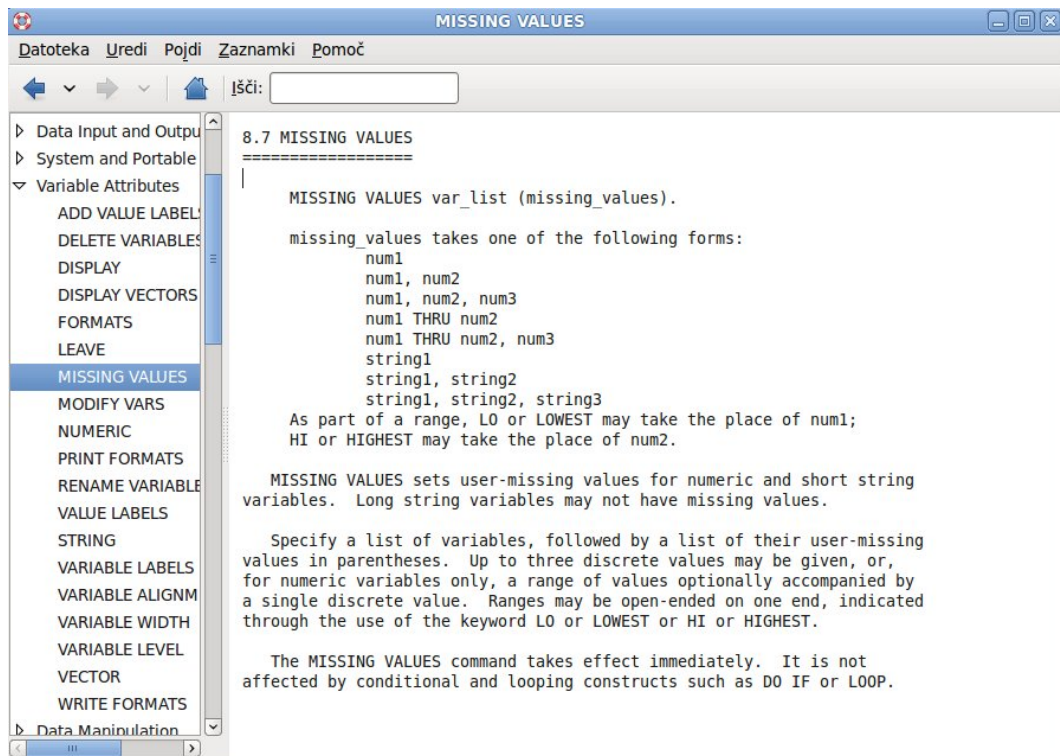 MISSING VALUES
Datoteka Uredi Pojdi Zaznamki Pomoč
Išči:
Data Input and Outpu
System and Portable
Variable Attributes
ADD VALUE LABELS
DELETE VARIABLES
DISPLAY
DISPLAY VECTORS
FORMATS
LEAVE
MISSING VALUES
MODIFY VARS
NUMERIC
PRINT FORMATS
RENAME VARIABLE
VALUE LABELS
STRING
VARIABLE LABELS
VARIABLE ALIGNM
VARIABLE WIDTH
VARIABLE LEVEL
VECTOR
WRITE FORMATS
Data Manipulation
8.7 MISSING VALUES
==================
MISSING VALUES var_list (missing_values).
missing_values takes one of the following forms:
num1
num1, num2
num1, num2, num3
num1 THRU num2
num1 THRU num2, num3
string1
string1, string2
string1, string2, string3
As part of a range, LO or LOWEST may take the place of num1;
HI or HIGHEST may take the place of num2.
MISSING VALUES sets user-missing values for numeric and short string
variables.  Long string variables may not have missing values.
Specify a list of variables, followed by a list of their user-missing
values in parentheses.  Up to three discrete values may be given, or,
for numeric variables only, a range of values optionally accompanied by
a single discrete value.  Ranges may be open-ended on one end, indicated
through the use of the keyword LO or LOWEST or HI or HIGHEST.
The MISSING VALUES command takes effect immediately.  It is not
affected by conditional and looping constructs such as DO IF or LOOP.